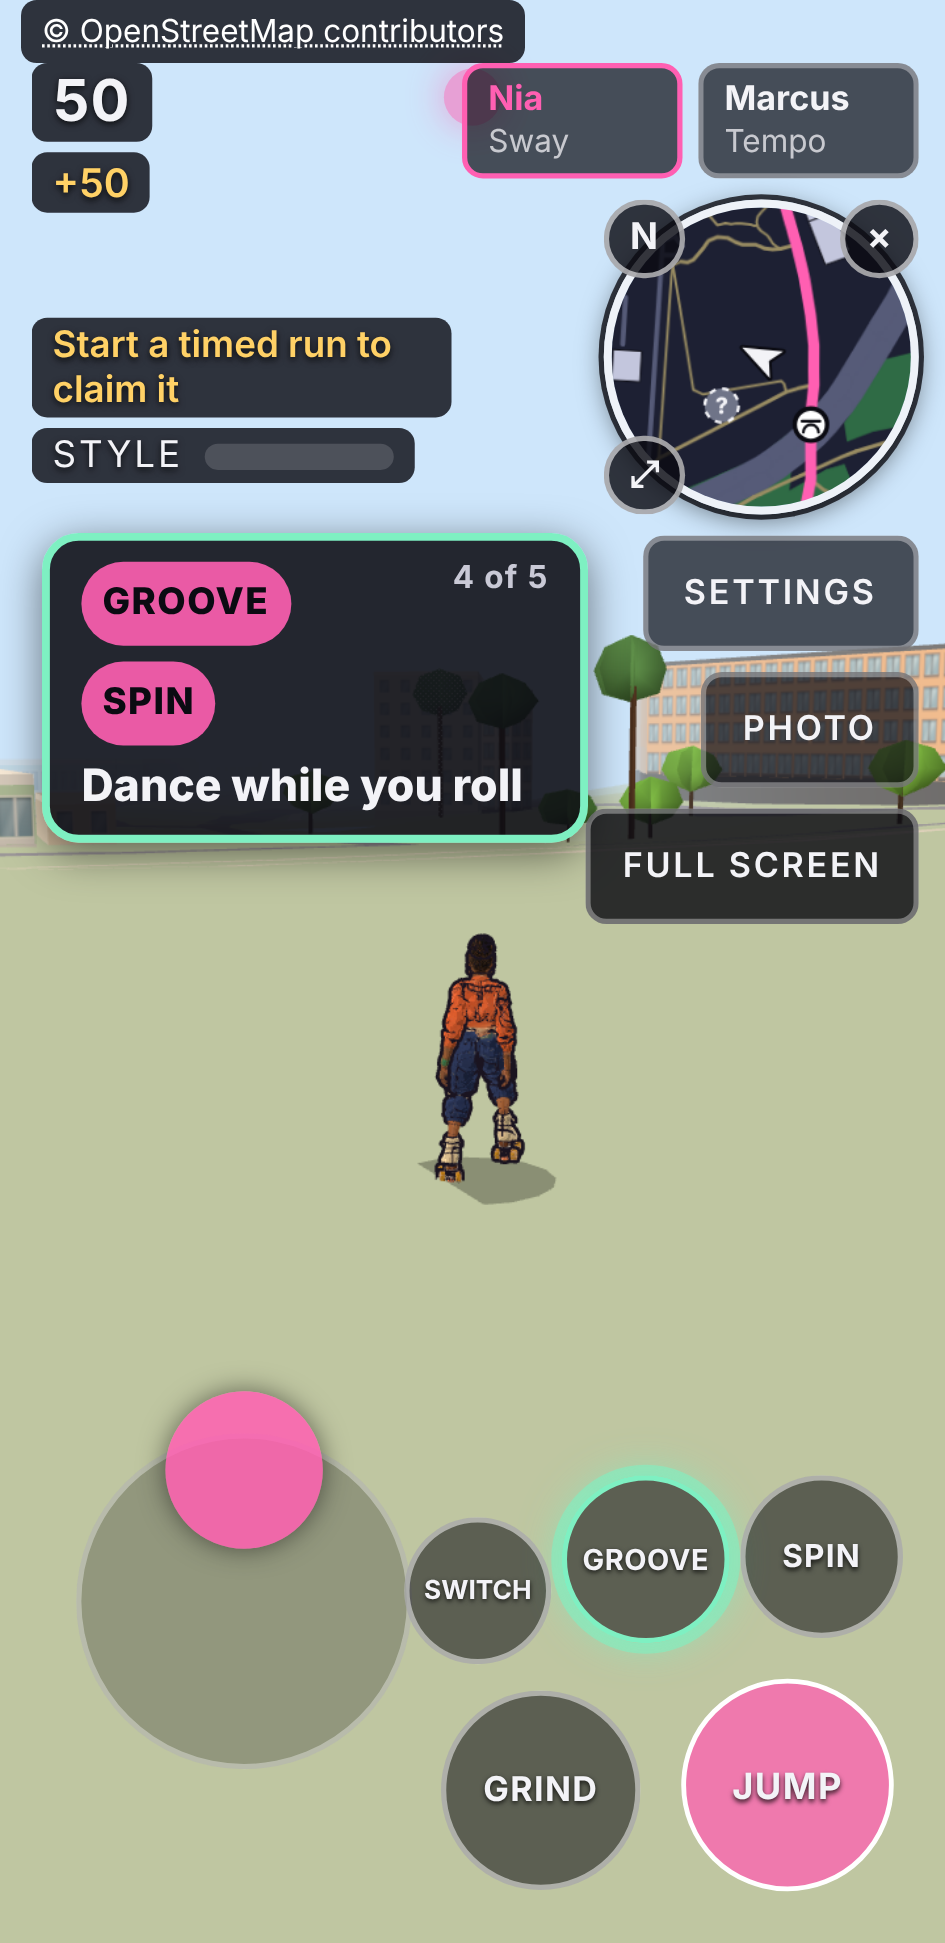 © OpenStreetMap contributors
50
+50
Nia
Sway
Marcus
Tempo
N
×
?
Start a timed run to
claim it
STYLE
GROOVE
4 of 5
SPIN
Dance while you roll
SETTINGS
PHOTO
FULL SCREEN
SWITCH
GROOVE
SPIN
GRIND
JUMP